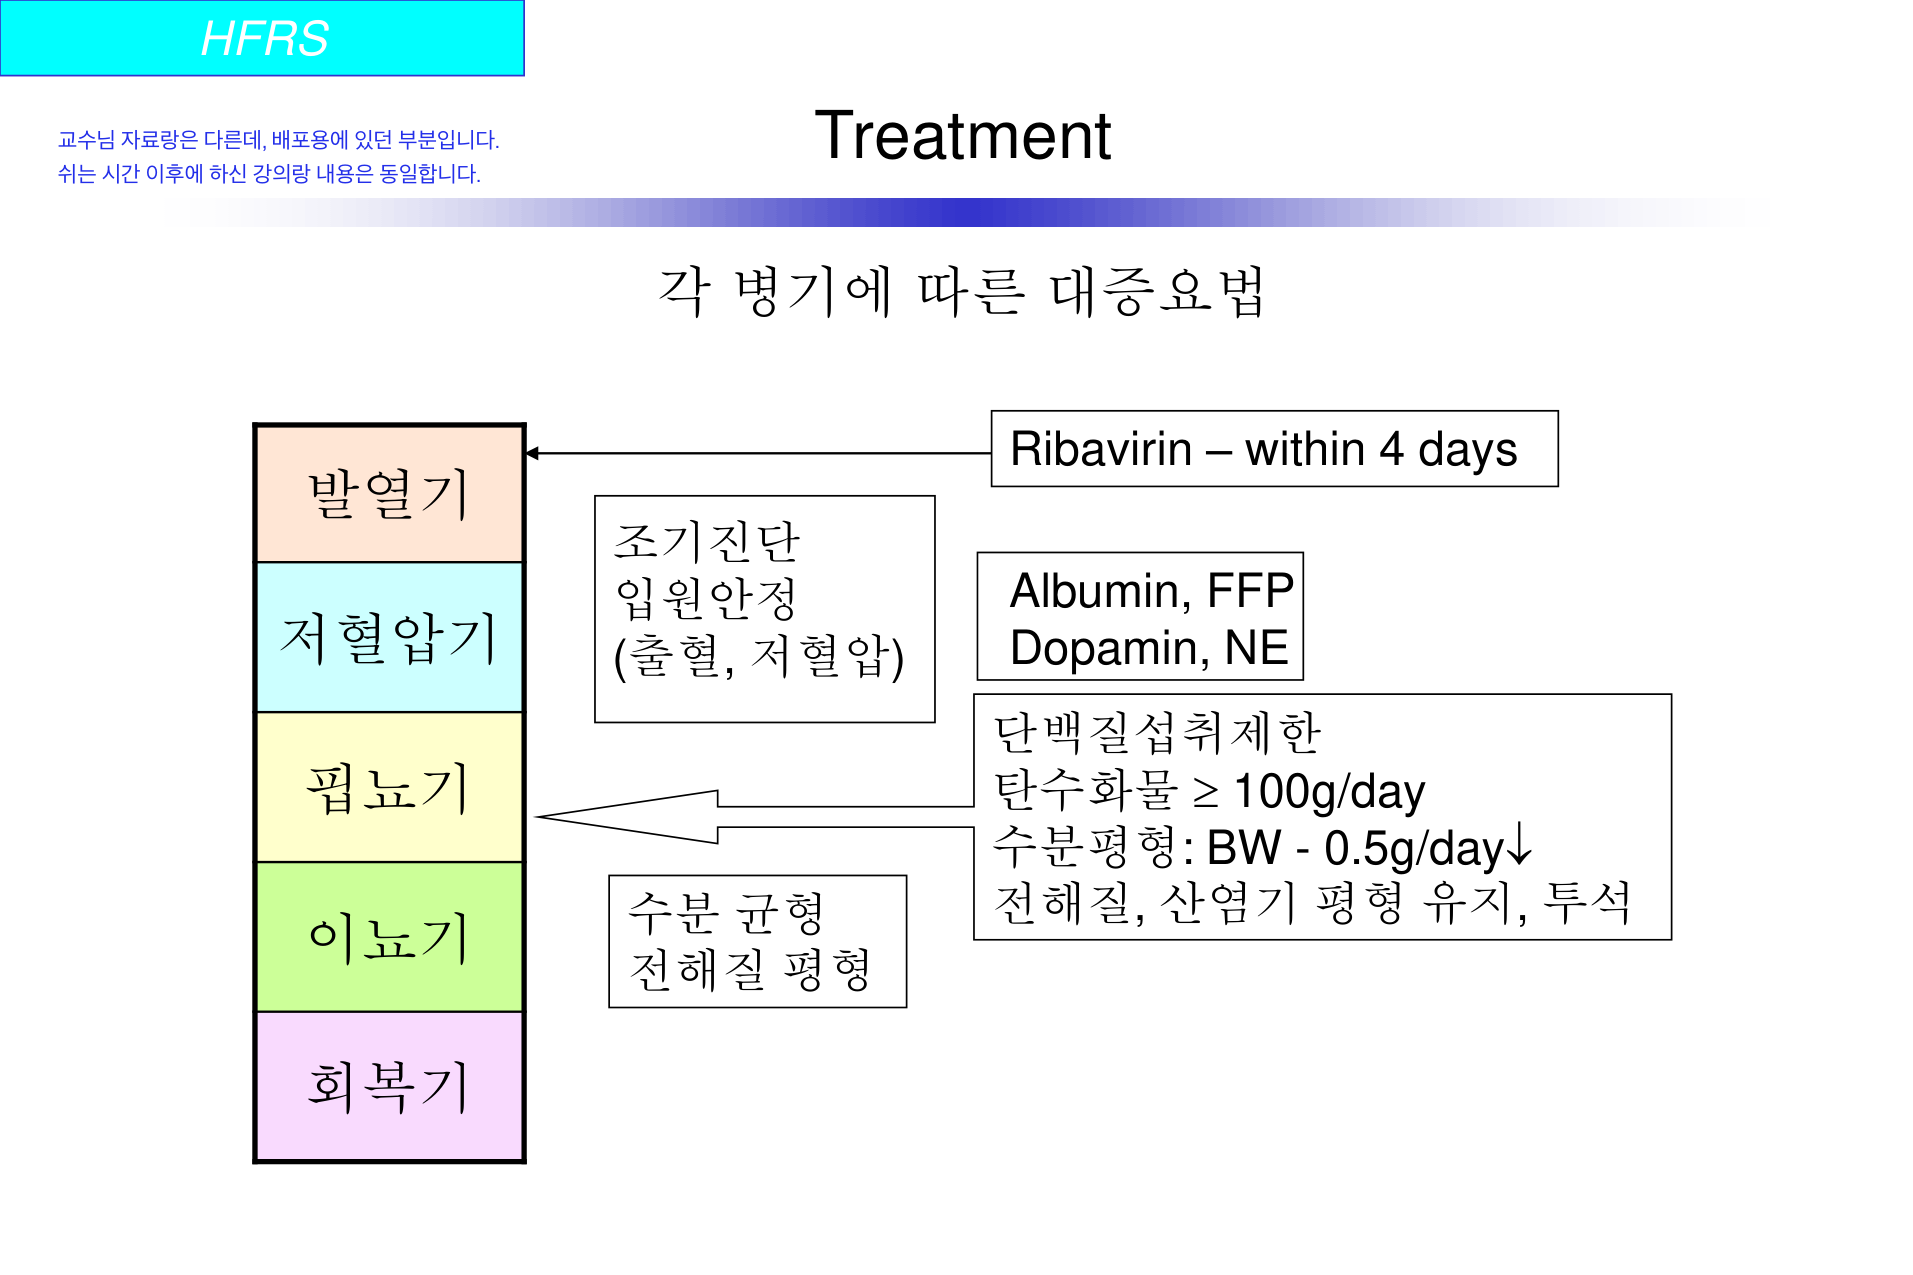 HFRS
교수님 자료랑은 다른데, 배포용에 있던 부분입니다.
쉬는 시간 이후에 하신 강의랑 내용은 동일합니다.
Treatment
각 병기에 따른 대증요법
발열기
저혈압기
핍뇨기
이뇨기
회복기
Ribavirin – within 4 days
조기진단
입원안정
(출혈, 저혈압)
Albumin, FFP
Dopamin, NE
단백질섭취제한
탄수화물 ≥ 100g/day
수분평형: BW - 0.5g/day↓
전해질, 산염기 평형 유지, 투석
수분 균형
전해질 평형